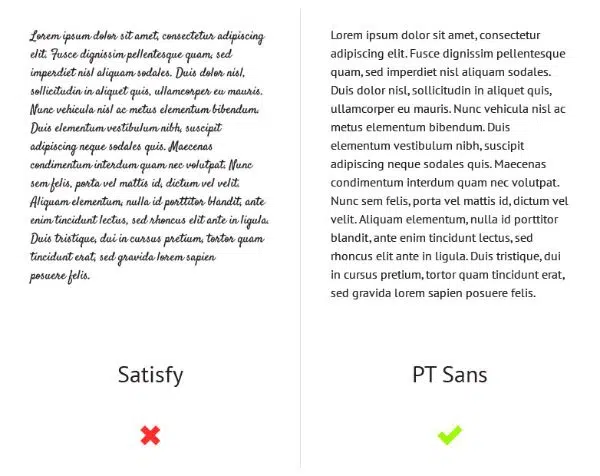 Lorem ipsum dolor sit amet, consectetur adipiscing
elit. Fusce dignissim pellentesque quam, sed
imperdiet nisl aliquam sodales. Duis dolor nisl,
sollicitudin in aliquet quis, ullamcorper eu mauris.
Nunc vehicula nisl ac metus elementum bibendum.
Duis elementum vestibulum nibh, suscipit
adipiscing neque sodales quis. Maecenas
condimentum interdum quam nec volutpat. Nunc
sem felis, porta vel mattis id, dictum vel velit.
Aliquam elementum, nulla id porttitor blandit, ante
enim tincidunt lectus, sed rhoncus elit ante in ligula.
Duis tristique, dui in cursus pretium, tortor quam
tincidunt erat, sed gravida lorem sapien
posuere felis.
Satisfy
Lorem ipsum dolor sit amet, consectetur
adipiscing elit. Fusce dignissim pellentesque
quam, sed imperdiet nisl aliquam sodales.
Duis dolor nisl, sollicitudin in aliquet quis,
ullamcorper eu mauris. Nunc vehicula nisl ac
metus elementum bibendum. Duis
elementum vestibulum nibh, suscipit
adipiscing neque sodales quis. Maecenas
condimentum interdum quam nec volutpat.
Nunc sem felis, porta vel mattis id, dictum vel
velit. Aliquam elementum, nulla id porttitor
blandit, ante enim tincidunt lectus, sed
rhoncus elit ante in ligula. Duis tristique, dui
in cursus pretium, tortor quam tincidunt erat,
sed gravida lorem sapien posuere felis.
PT Sans